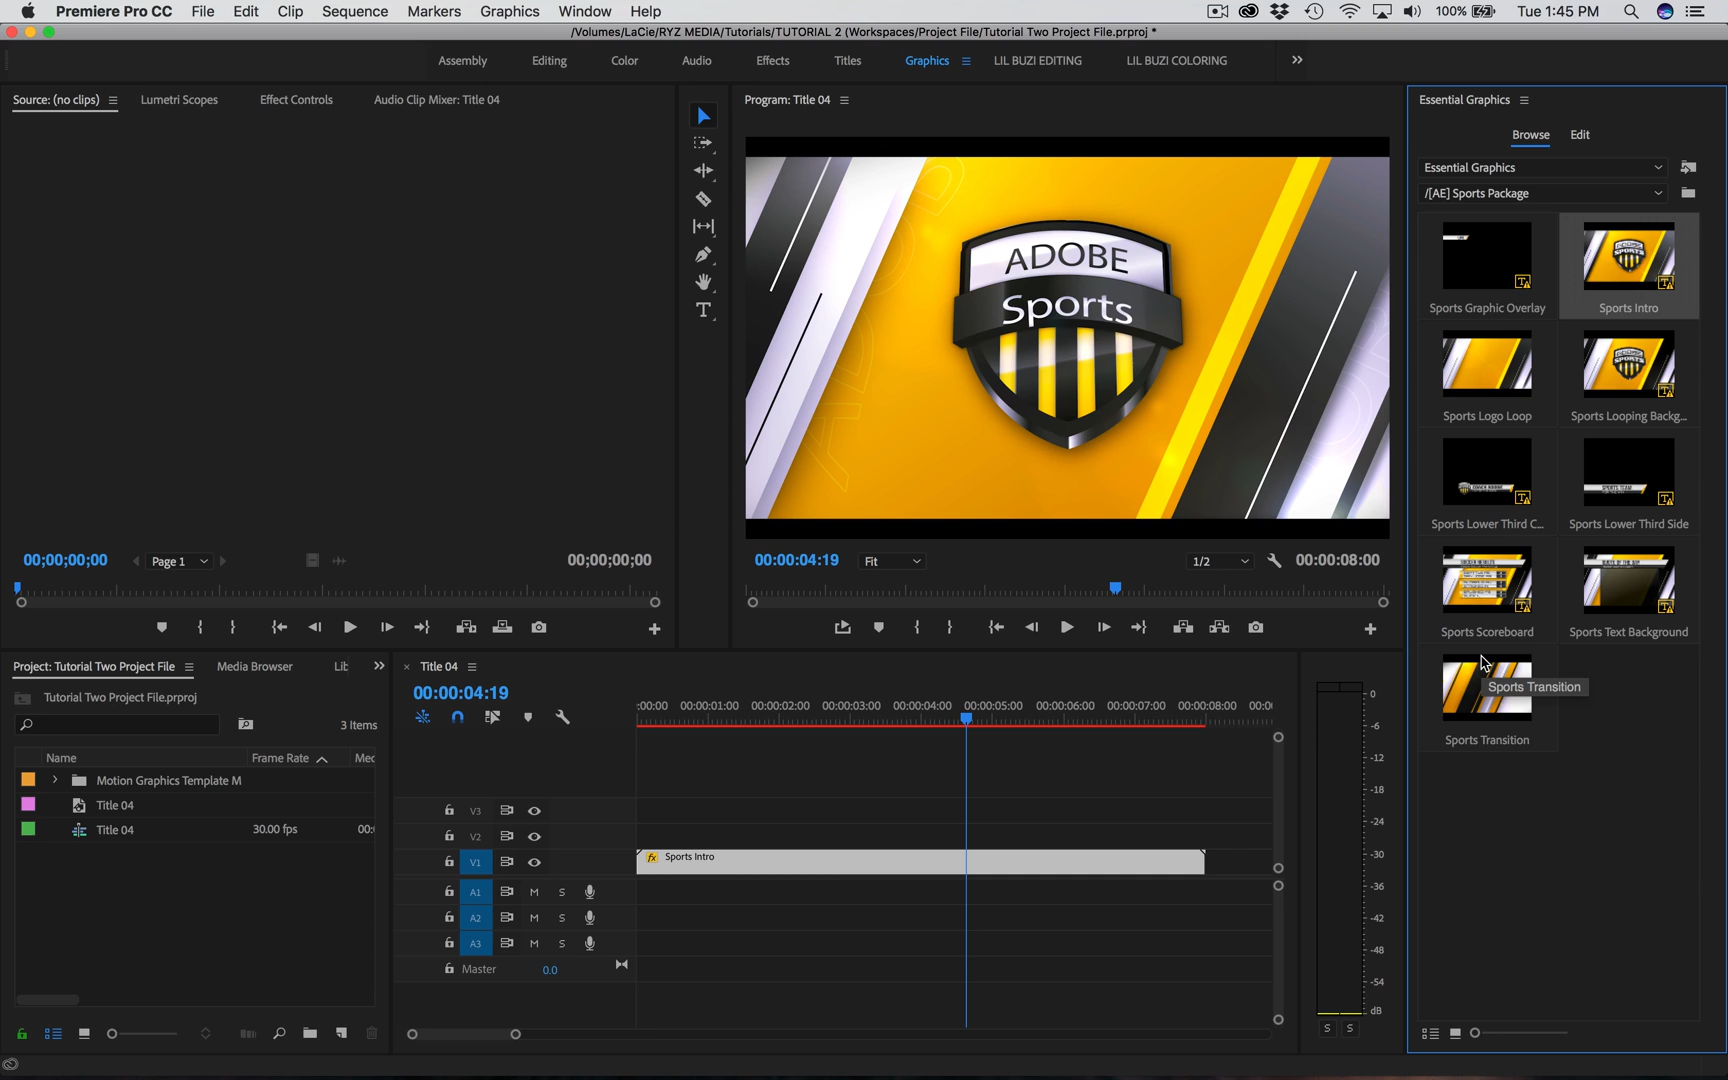 Premiere Pro CC File Edit Clip Sequence Markers Graphics Window Help 100% Tue 1:45 PM
/Volumes/LaCie/RYZ MEDIA/Tutorials/TUTORIAL 2 (Workspaces/Project File/Tutorial Two Project File.prproj *
Assembly Editing Color Audio Effects Titles Graphics LIL BUZI EDITING LIL BUZI COLORING
Source: (no clips) Lumetri Scopes Effect Controls Audio Clip Mixer: Title 04
Program: Title 04
ADOBE
Sports
Essential Graphics
Browse Edit
Essential Graphics
/[AE] Sports Package
Sports Graphic Overlay Sports Intro
Sports Logo Loop Sports Looping Backg...
Sports Lower Third C... Sports Lower Third Side
Sports Scoreboard Sports Text Background
Sports Transition
Sports Transition
00;00;00;00 Page 1 00;00;00;00
00:00:04:19 Fit 1/2 00:00:08:00
Project: Tutorial Two Project File Media Browser Lib
Tutorial Two Project File.prproj
3 Items
Name Frame Rate Med
Motion Graphics Template M
Title 04
Title 04 30.00 fps 00:
Title 04
00:00:04:19
:00:00 00:00:01:00 00:00:02:00 00:00:03:00 00:00:04:00 00:00:05:00 00:00:06:00 00:00:07:00 00:00:08:00 00:0
V3
V2
V1 fx Sports Intro
A1 M S
A2 M S
A3 M S
Master 0.0
0
-6
-12
-18
-24
-30
-36
-42
-48
-54
dB
S S